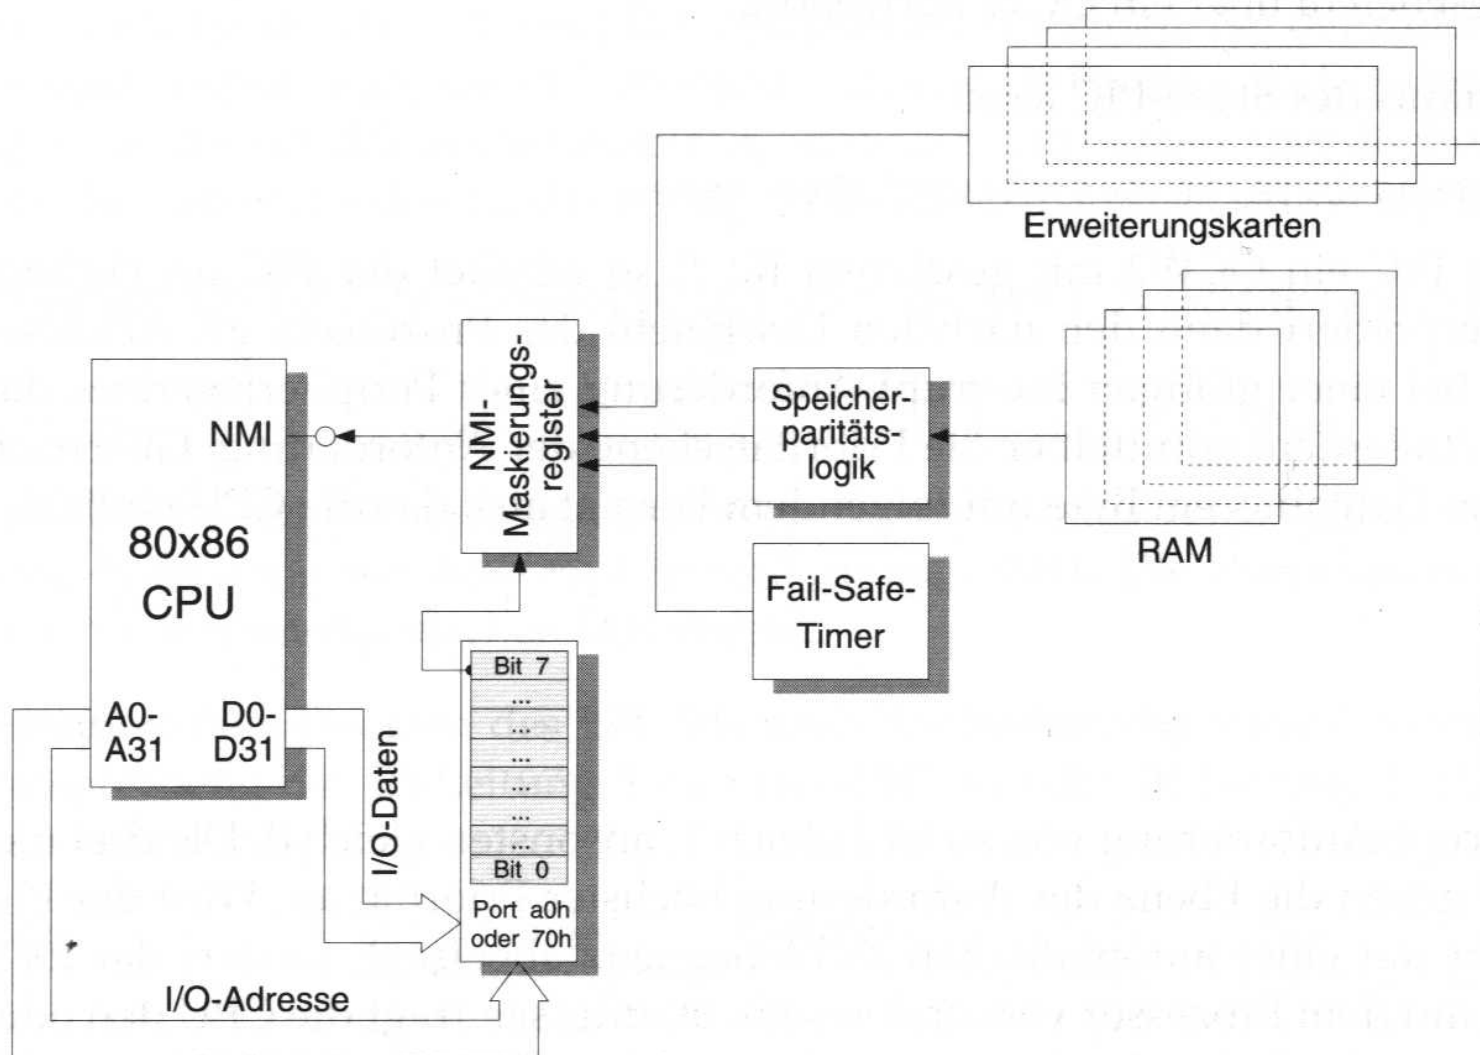 Erweiterungskarten
NMI-
Maskierungs-
register
Speicher-
paritäts-
logik
RAM
NMI
80x86
CPU
Fail-Safe-
Timer
A0-
A31
D0-
D31
I/O-Daten
Bit 7
...
...
...
...
...
Bit 0
Port a0h
oder 70h
I/O-Adresse